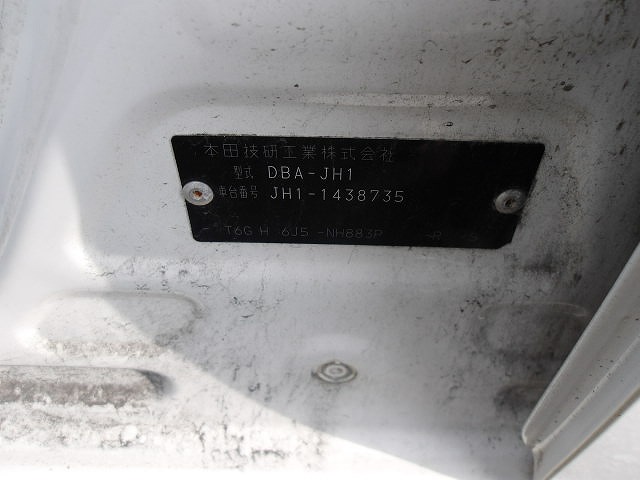 本田技研工業株式会社
型式 DBA-JH1
車台番号 JH1-1438735
T6G H 6J5 -NH883P